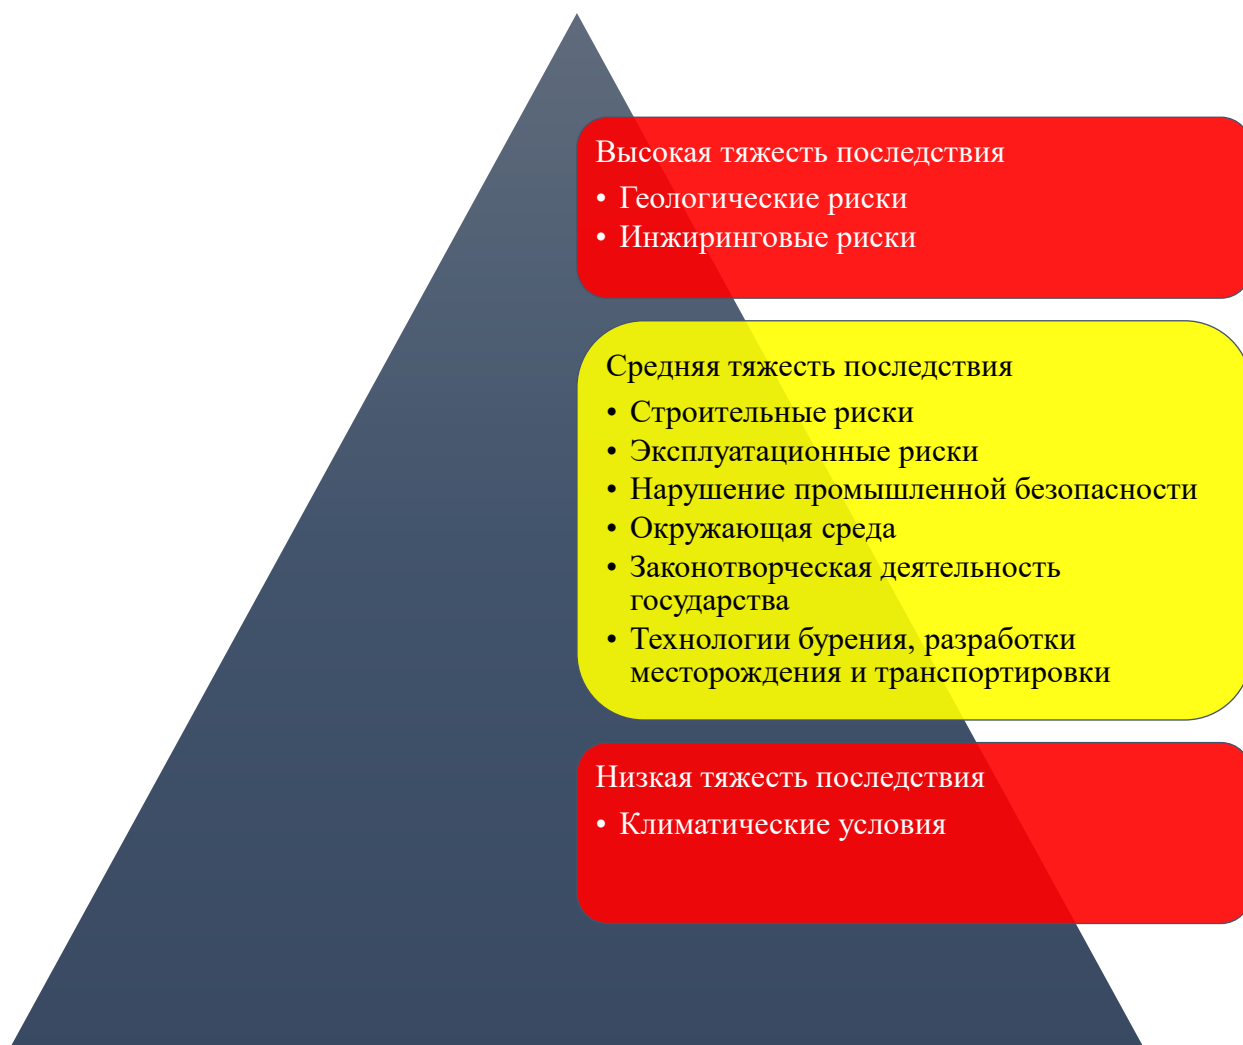 Высокая тяжесть последствия
• Геологические риски
• Инжиринговые риски
Средняя тяжесть последствия
• Строительные риски
• Эксплуатационные риски
• Нарушение промышленной безопасности
• Окружающая среда
• Законотворческая деятельность
государства
• Технологии бурения, разработки
месторождения и транспортировки
Низкая тяжесть последствия
• Климатические условия